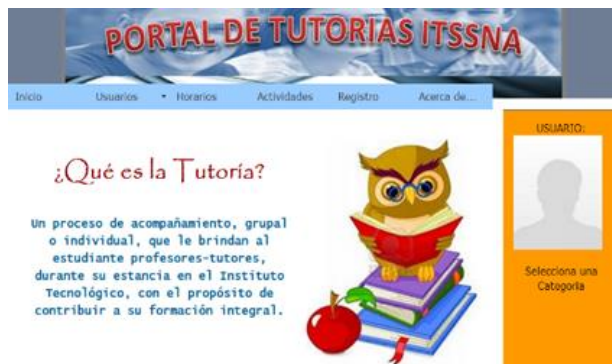 PORTAL DE TUTORIAS ITSSNA
Inicio Usuarios Horarios Actividades Registro Acerca de...
USUARIO:
¿Qué es la Tutoría?
Un proceso de acompañamiento, grupal
o individual, que le brindan al
estudiante profesores-tutores,
durante su estancia en el Instituto
Tecnológico, con el propósito de
contribuir a su formación integral.
Selecciona una
Categoria